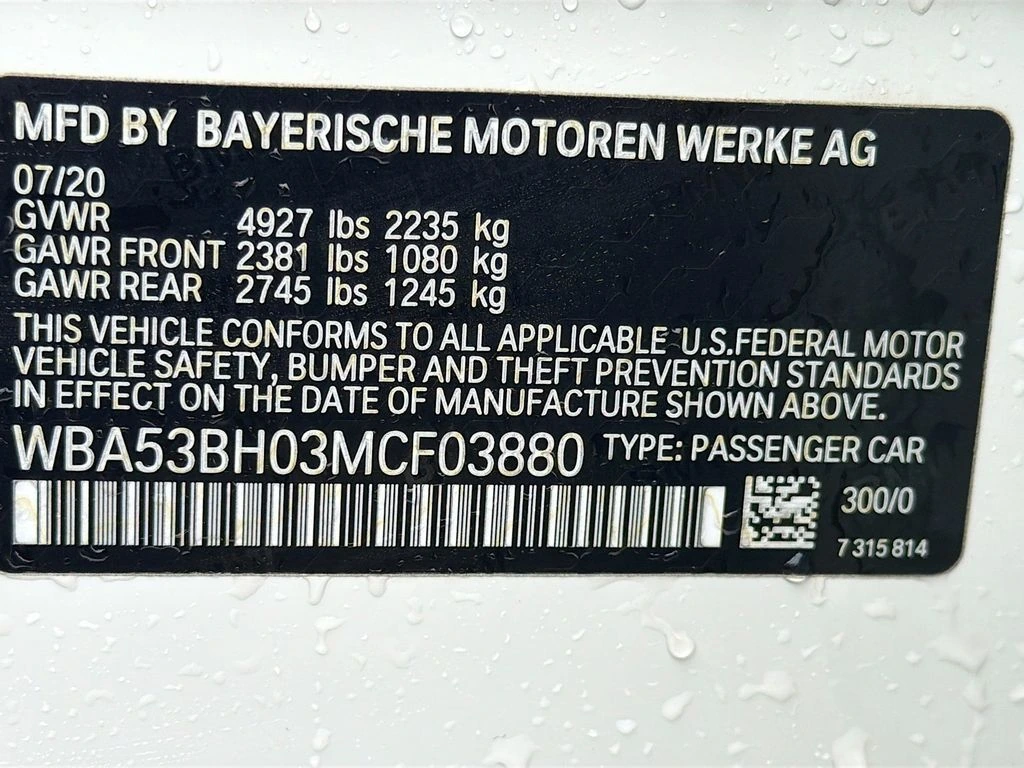 MFD BY BAYERISCHE MOTOREN WERKE AG
07/20
GVWR 4927 lbs 2235 kg
GAWR FRONT 2381 lbs 1080 kg
GAWR REAR 2745 lbs 1245 kg
THIS VEHICLE CONFORMS TO ALL APPLICABLE U.S.FEDERAL MOTOR
VEHICLE SAFETY, BUMPER AND THEFT PREVENTION STANDARDS
IN EFFECT ON THE DATE OF MANUFACTURE SHOWN ABOVE.
WBA53BH03MCF03880 TYPE: PASSENGER CAR
300/0
7 315 814